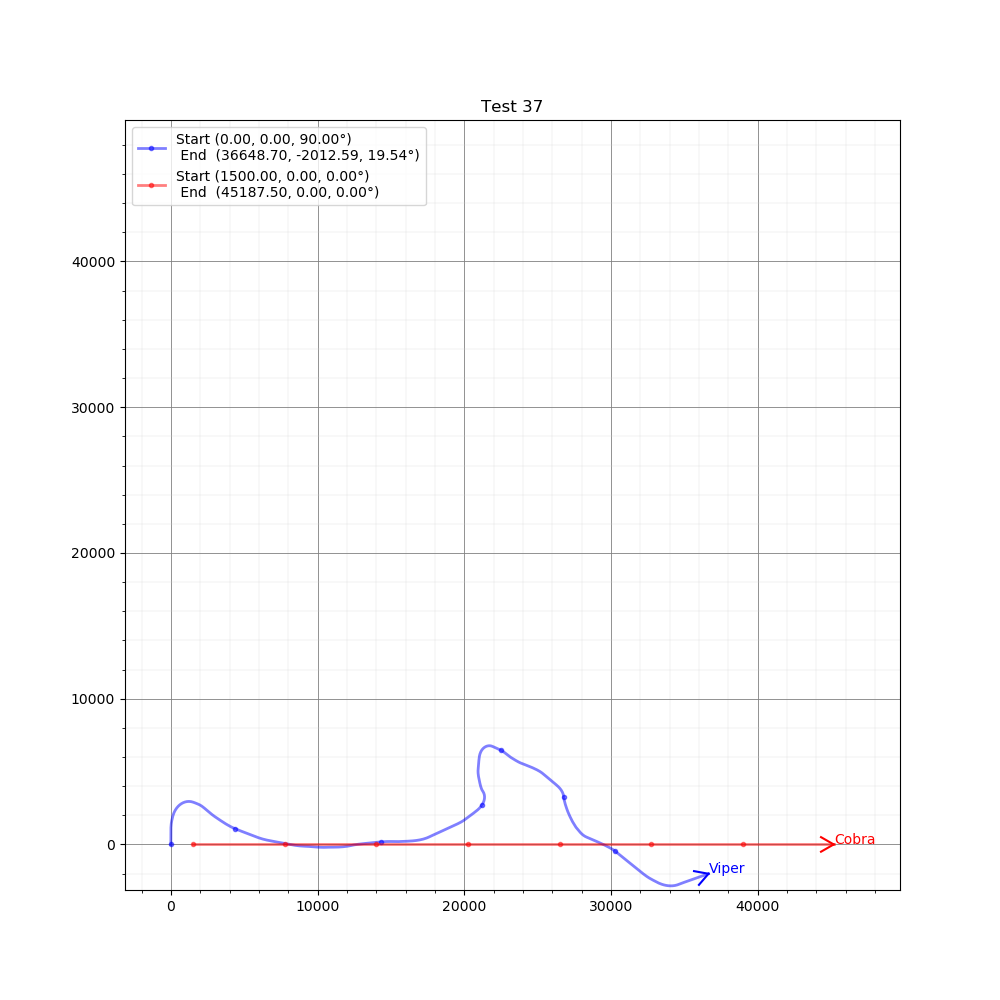 Test 37
Start (0.00, 0.00, 90.00°)
End (36648.70, -2012.59, 19.54°)
Start (1500.00, 0.00, 0.00°)
End (45187.50, 0.00, 0.00°)
40000
30000
20000
10000
0
Cobra
Viper
0 10000 20000 30000 40000